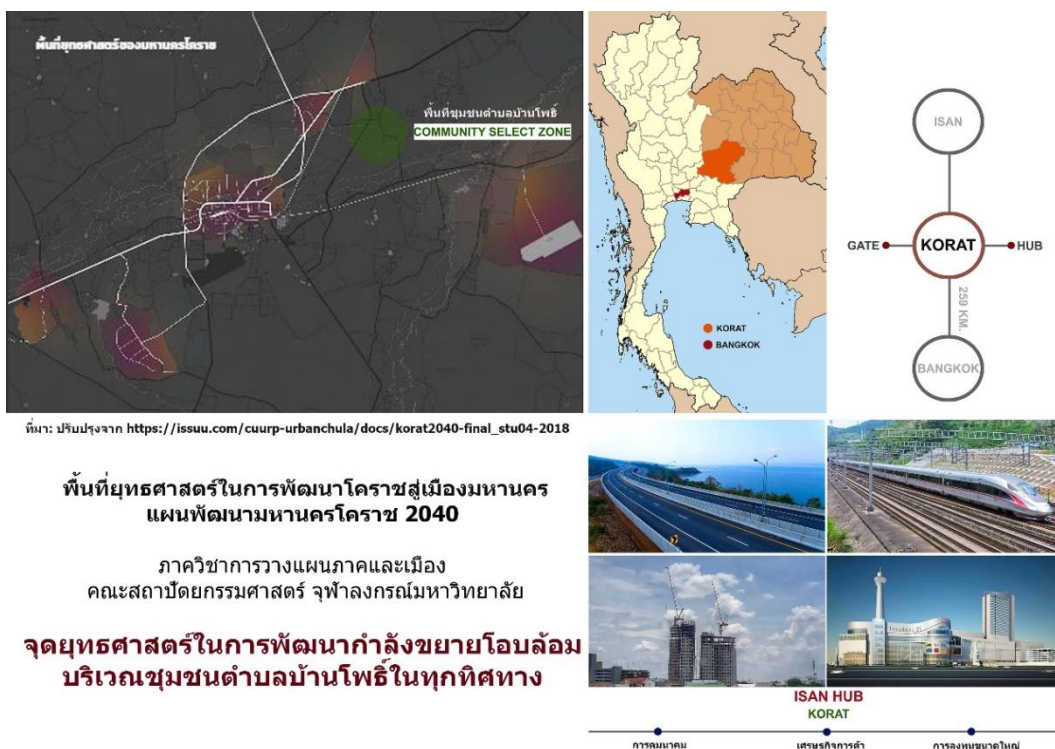 พื้นที่ยุทธศาสตร์ของมหานครโคราช
พื้นที่ชุมชนตำบลบ้านโพธิ์
COMMUNITY SELECT ZONE
KORAT
BANGKOK
ISAN
GATE
KORAT
HUB
259 KM.
BANGKOK
ที่มา: ปรับปรุงจาก https://issuu.com/cuurp-urbanchula/docs/korat2040-final_stu04-2018
พื้นที่ยุทธศาสตร์ในการพัฒนาโคราชสู่เมืองมหานคร
แผนพัฒนามหานครโคราช 2040
ภาควิชาการวางแผนภาคและเมือง
คณะสถาปัตยกรรมศาสตร์ จุฬาลงกรณ์มหาวิทยาลัย
จุดยุทธศาสตร์ในการพัฒนากำลังขยายโอบล้อม
บริเวณชุมชนตำบลบ้านโพธิ์ในทุกทิศทาง
ISAN HUB
KORAT
การคมนาคม
เศรษฐกิจการค้า
การลงทุนขนาดใหญ่